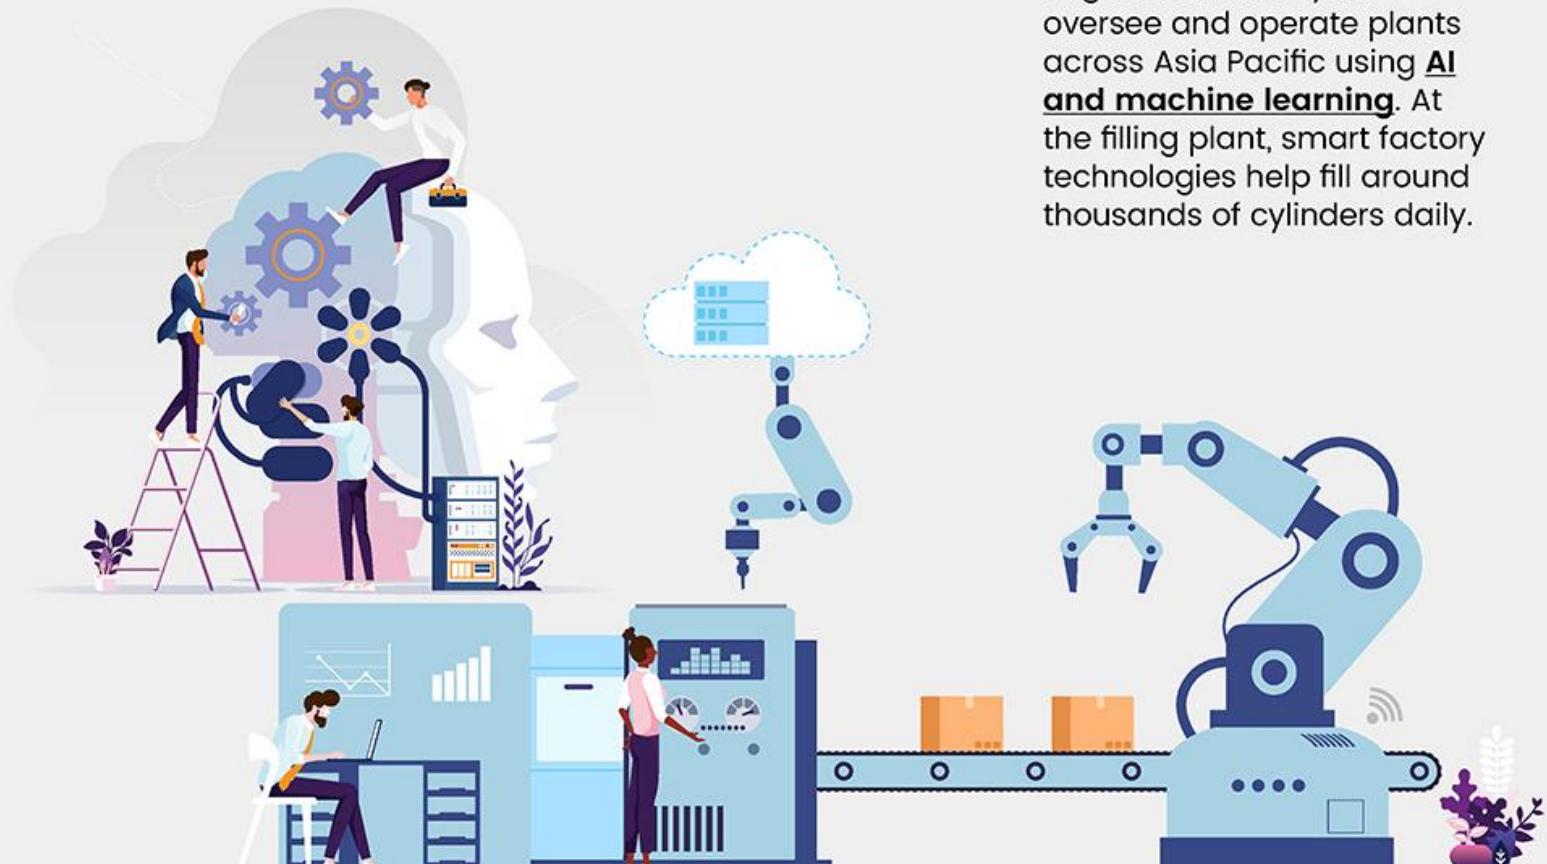 oversee and operate plants
across Asia Pacific using AI
and machine learning. At
the filling plant, smart factory
technologies help fill around
thousands of cylinders daily.